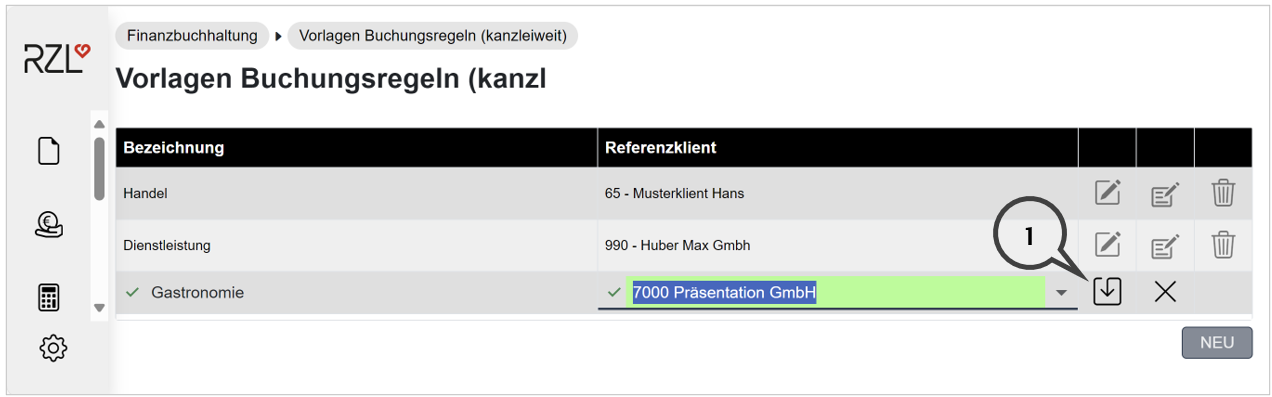 RZL
Finanzbuchhaltung Vorlagen Buchungsregeln (kanzleiweit)
Vorlagen Buchungsregeln (kanzl
Bezeichnung Referenzklient
Handel 65 - Musterklient Hans
Dienstleistung 990 - Huber Max Gmbh
1
Gastronomie 7000 Präsentation GmbH
NEU